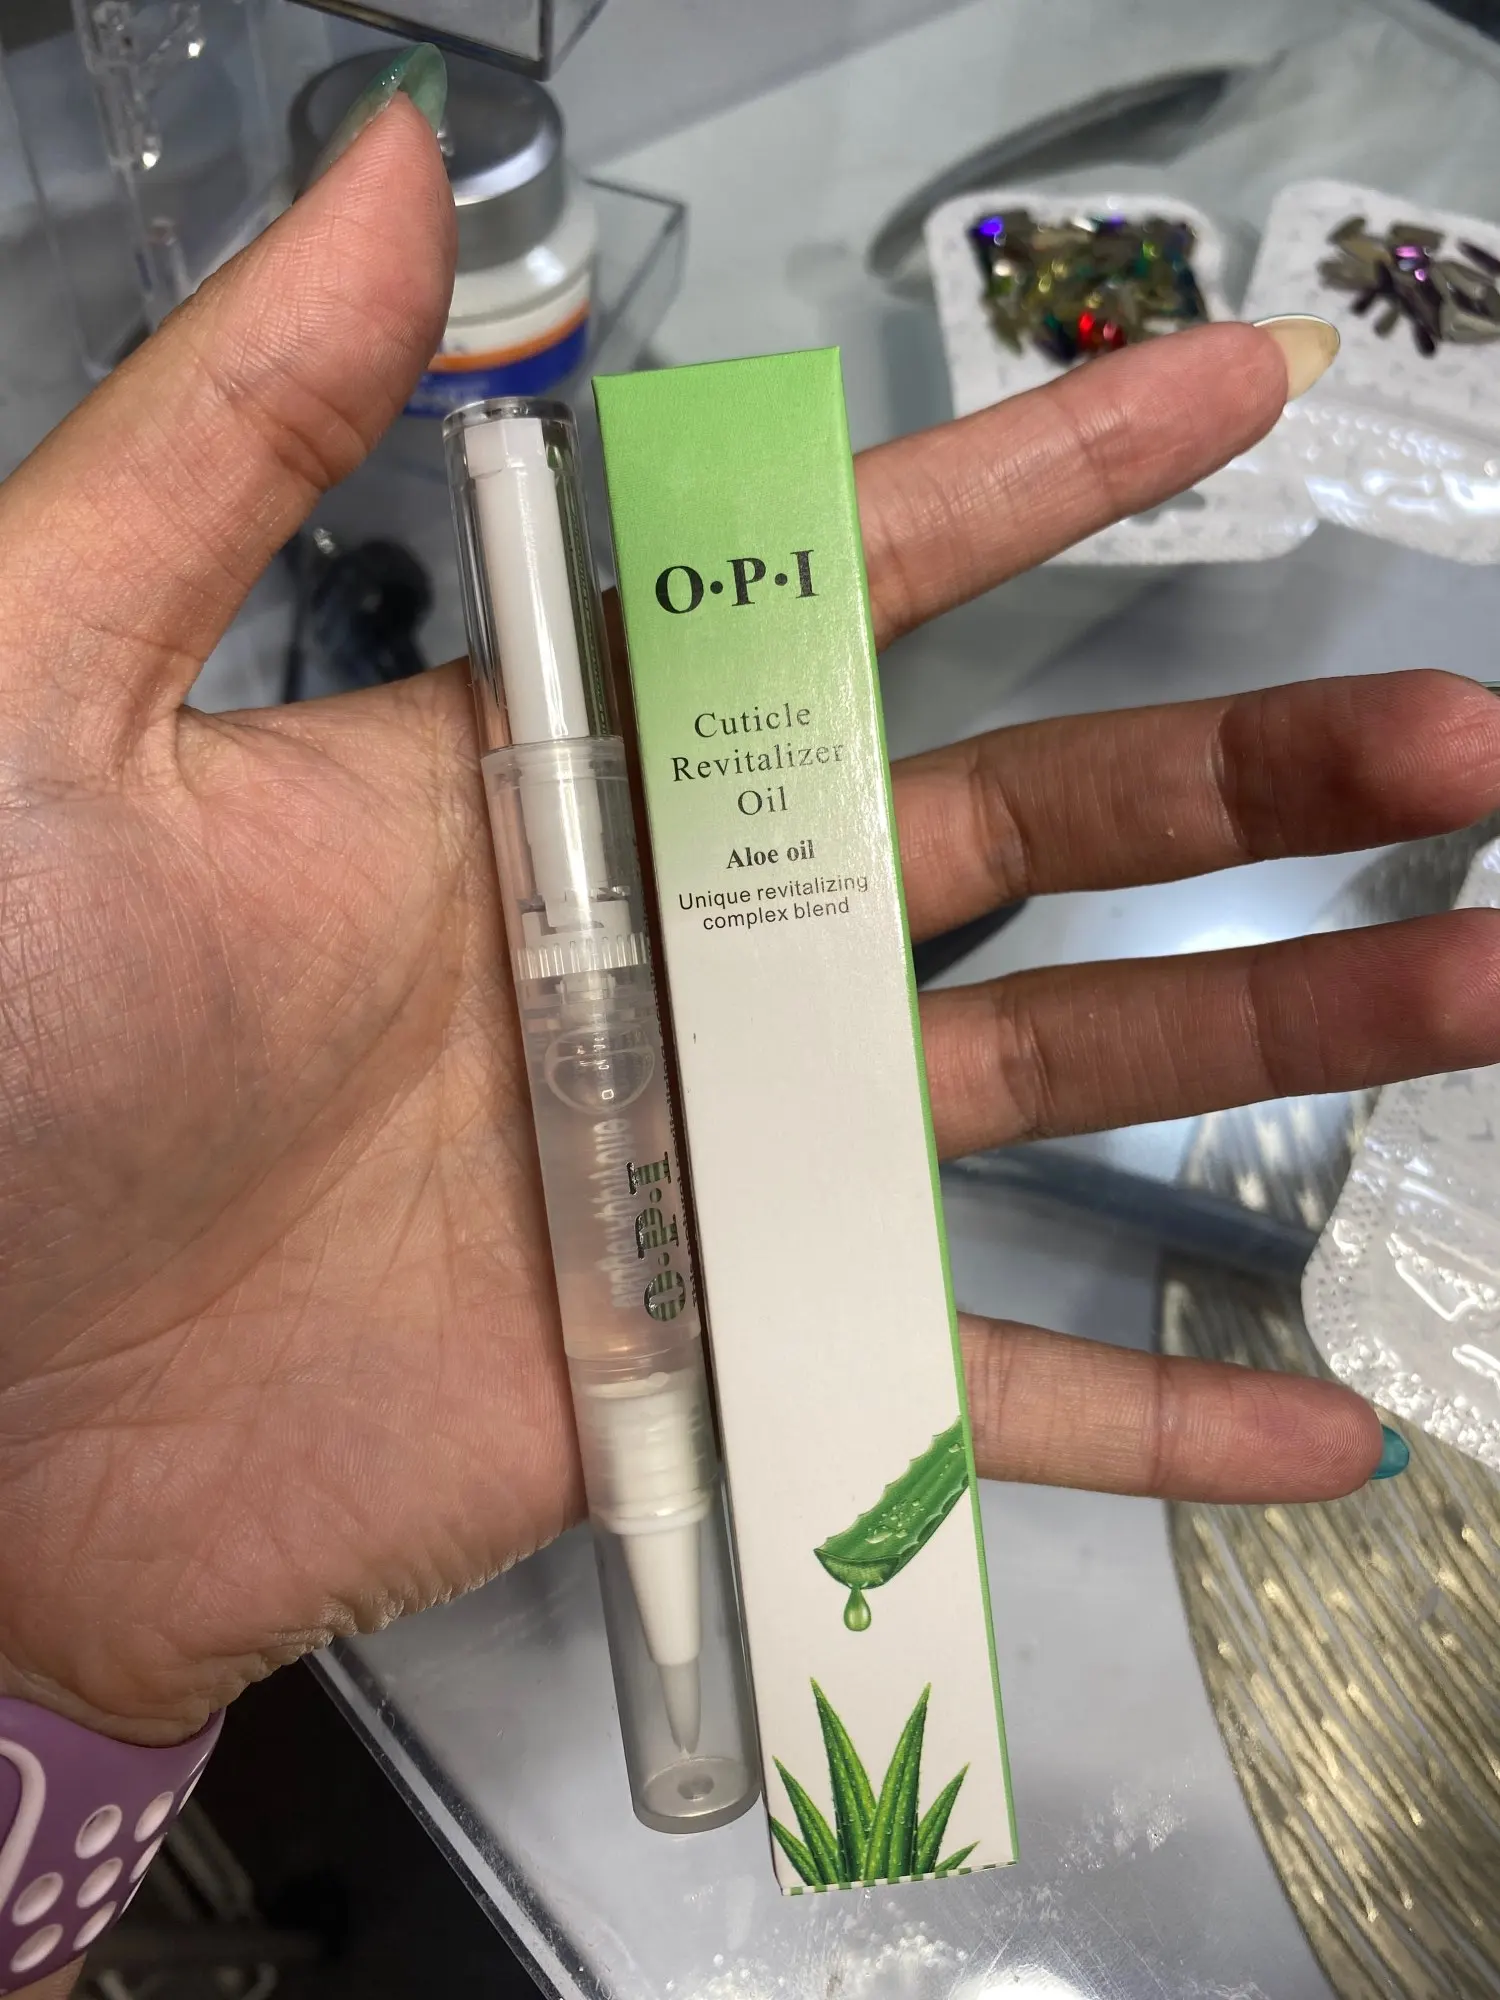 O·P·I
Cuticle
Revitalizer
Oil
Aloe oil
Unique revitalizing
complex blend
O·P·I